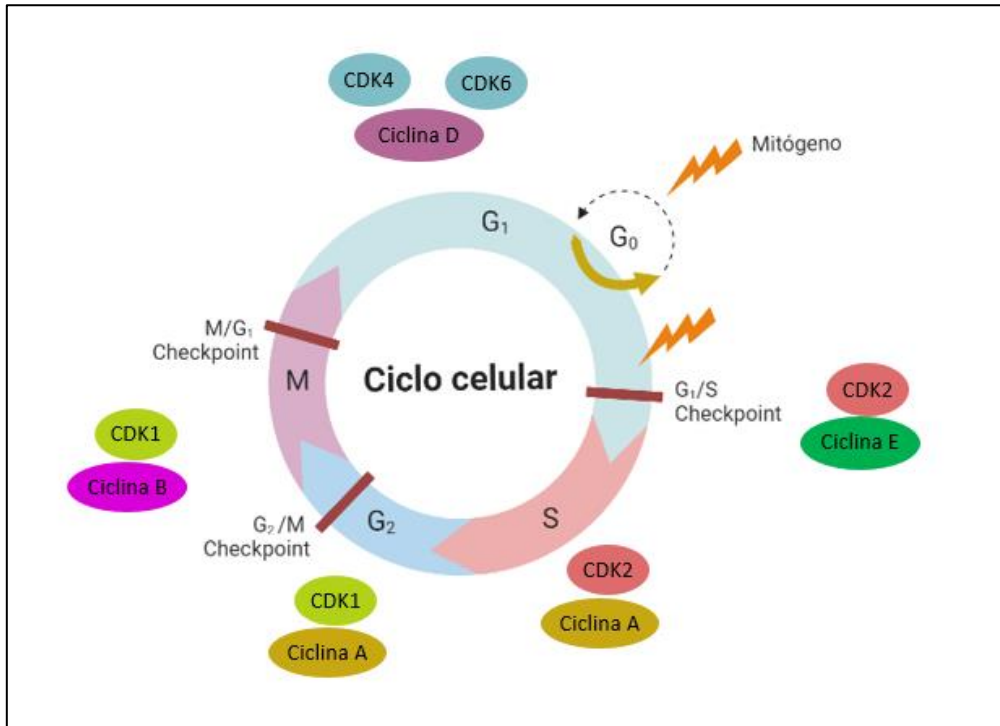 CDK4
CDK6
Ciclina D
Mitógeno
G₁
G₀
M/G₁
Checkpoint
M
Ciclo celular
G₁/S
Checkpoint
CDK2
Ciclina E
CDK1
Ciclina B
G₂/M
Checkpoint
G₂
S
CDK1
Ciclina A
CDK2
Ciclina A